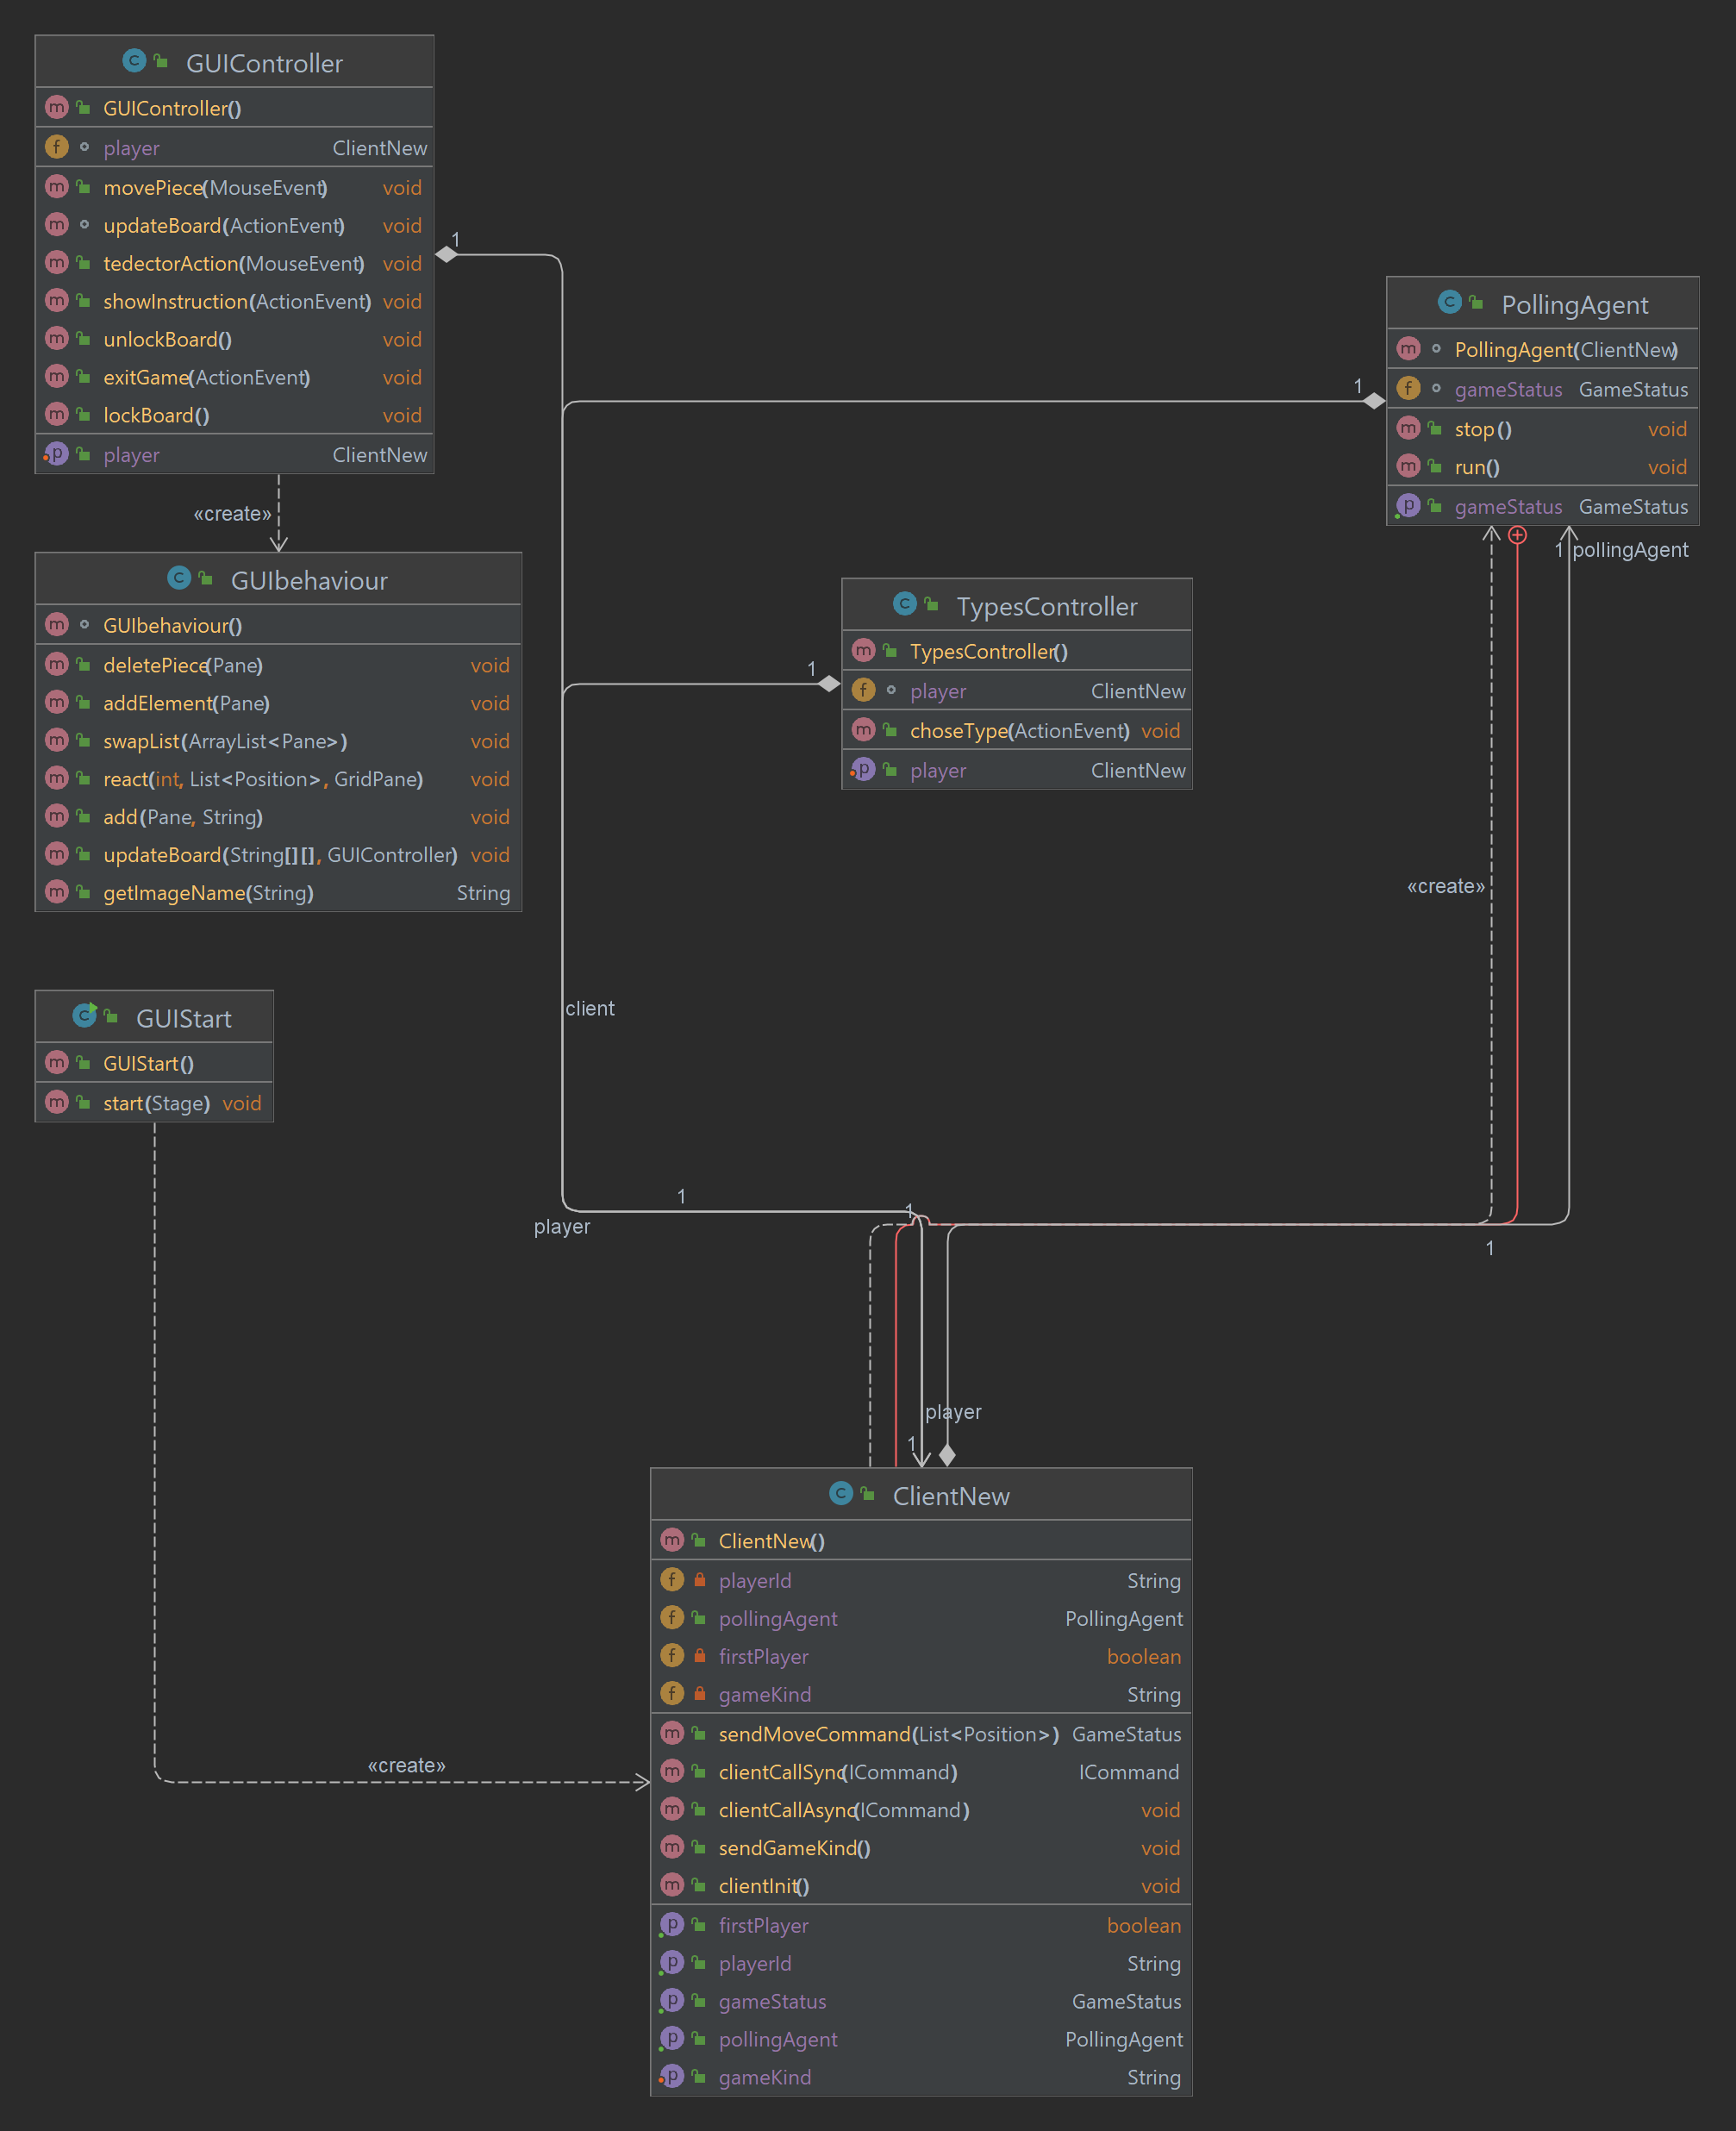 GUIController
GUIController()
player ClientNew
movePiece(MouseEvent) void
updateBoard(ActionEvent) void
tedectorAction(MouseEvent) void
showInstruction(ActionEvent) void
unlockBoard() void
exitGame(ActionEvent) void
lockBoard() void
player ClientNew
1
«create»
GUIbehaviour
GUIbehaviour()
deletePiece(Pane) void
addElement(Pane) void
swapList(ArrayList<Pane>) void
react(int, List<Position>, GridPane) void
add(Pane, String) void
updateBoard(String[][], GUIController) void
getImageName(String) String
PollingAgent
PollingAgent(ClientNew)
gameStatus GameStatus
stop() void
run() void
gameStatus GameStatus
1
1 pollingAgent
TypesController
TypesController()
player ClientNew
choseType(ActionEvent) void
player ClientNew
1
«create»
GUIStart
GUIStart()
start(Stage) void
client
1
1
player
1
player
1
«create»
ClientNew
ClientNew()
playerId String
pollingAgent PollingAgent
firstPlayer boolean
gameKind String
sendMoveCommand(List<Position>) GameStatus
clientCallSync(ICommand) ICommand
clientCallAsync(ICommand) void
sendGameKind() void
clientInit() void
firstPlayer boolean
playerId String
gameStatus GameStatus
pollingAgent PollingAgent
gameKind String